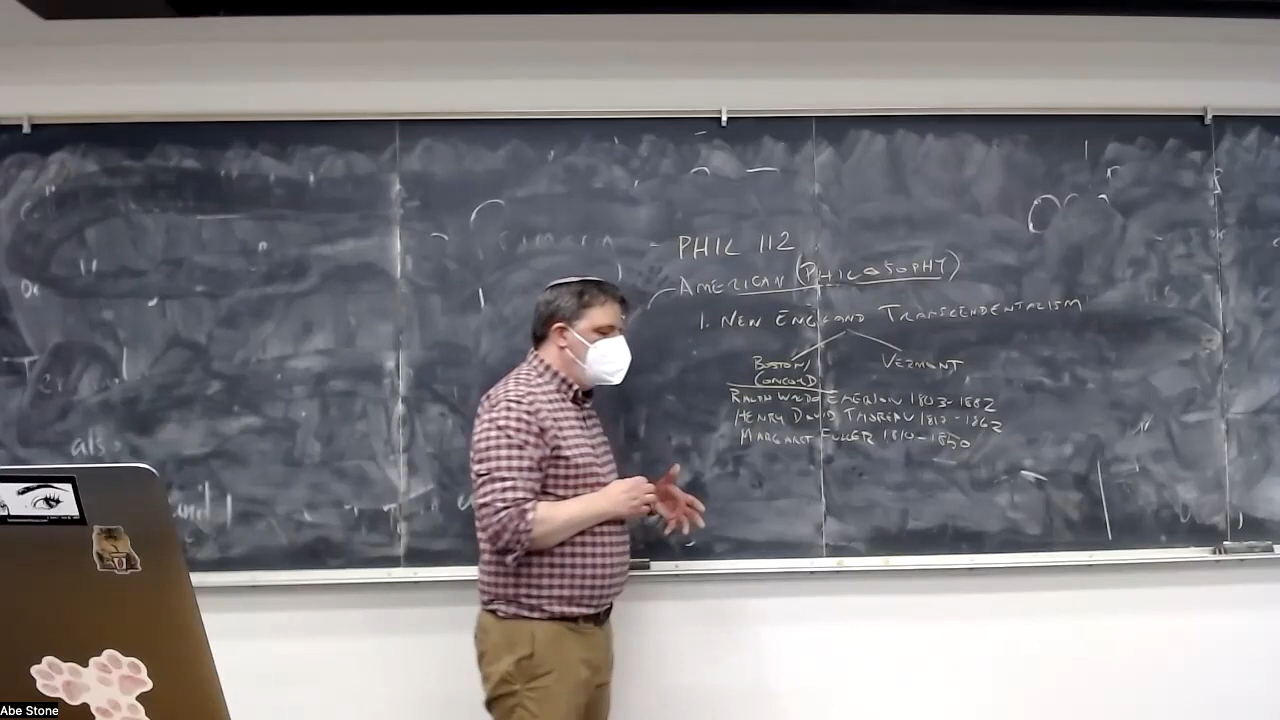 PHIL 112
AMERICAN (PHILOSOPHY)
1. NEW ENGLAND TRANSCENDENTALISM
BOSTON/ VERMONT
CONCORD
RALPH WALDO EMERSON 1803-1882
HENRY DAVID THOREAU 1817-1862
MARGARET FULLER 1810-1850
als.
Abe Stone